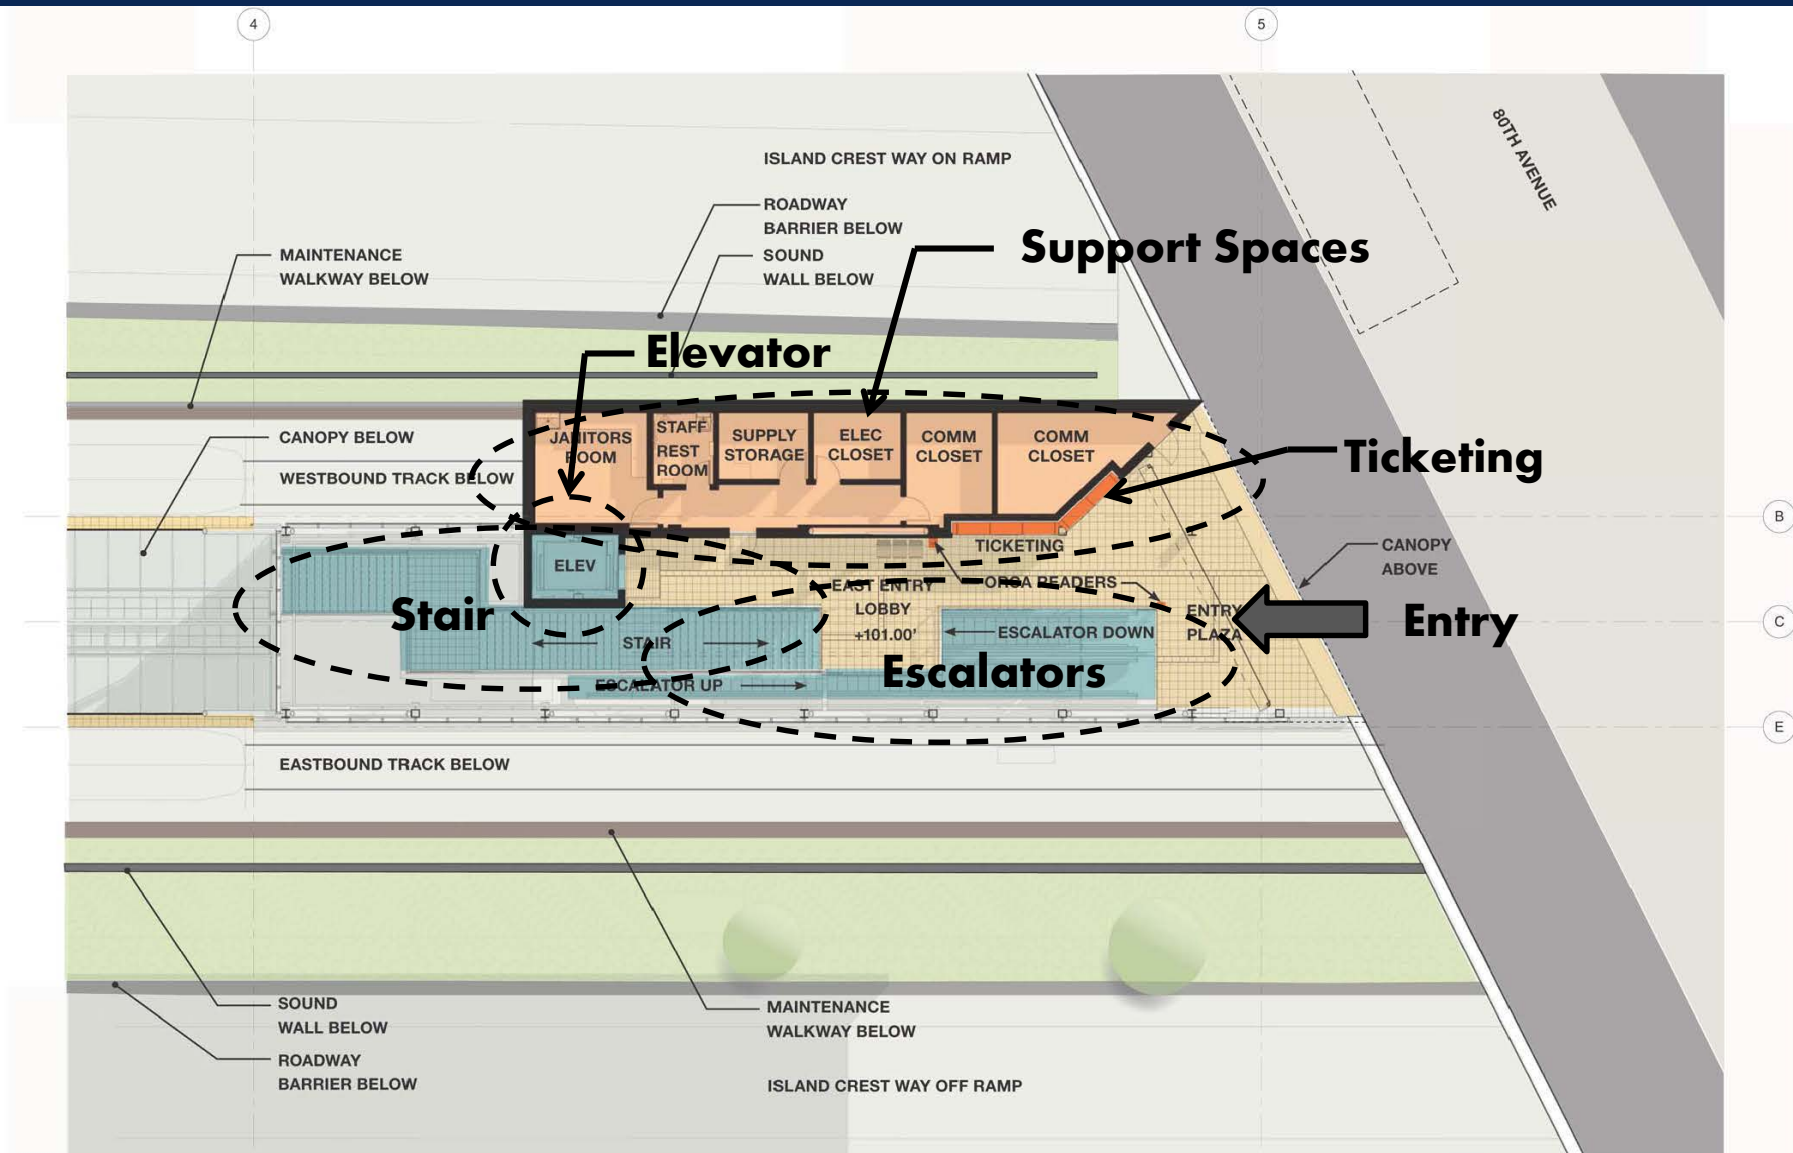 4
5
80TH AVENUE
ISLAND CREST WAY ON RAMP
ROADWAY
BARRIER BELOW
SOUND
WALL BELOW
MAINTENANCE
WALKWAY BELOW
Support Spaces
Elevator
CANOPY BELOW
WESTBOUND TRACK BELOW
JANITORS
ROOM
STAFF
REST
ROOM
SUPPLY
STORAGE
ELEC
CLOSET
COMM
CLOSET
COMM
CLOSET
Ticketing
B
TICKETING
CANOPY
ABOVE
ELEV
ORCA READERS
EAST ENTRY
LOBBY
+101.00'
Stair
STAIR
ESCALATOR DOWN
ENTRY
PLAZA
Entry
C
Escalators
ESCALATOR UP
E
EASTBOUND TRACK BELOW
SOUND
WALL BELOW
MAINTENANCE
WALKWAY BELOW
ROADWAY
BARRIER BELOW
ISLAND CREST WAY OFF RAMP